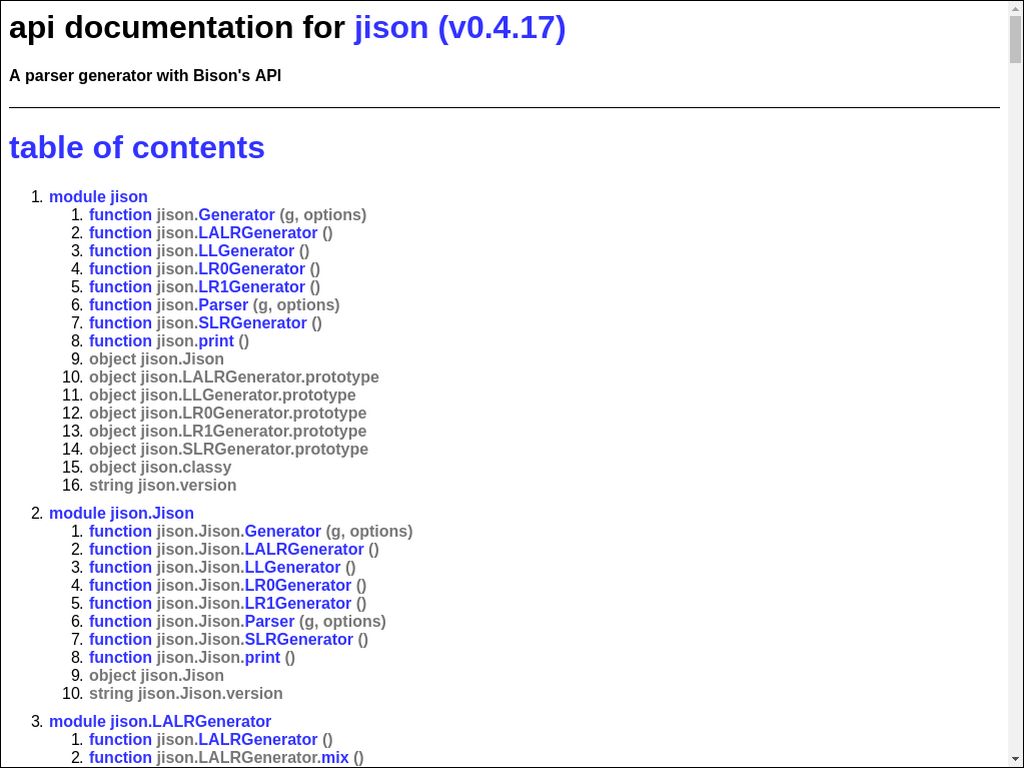 api documentation for jison (v0.4.17)
A parser generator with Bison's API
table of contents
1. module jison
1. function jison.Generator (g, options)
2. function jison.LALRGenerator ()
3. function jison.LLGenerator ()
4. function jison.LR0Generator ()
5. function jison.LR1Generator ()
6. function jison.Parser (g, options)
7. function jison.SLRGenerator ()
8. function jison.print ()
9. object jison.Jison
10. object jison.LALRGenerator.prototype
11. object jison.LLGenerator.prototype
12. object jison.LR0Generator.prototype
13. object jison.LR1Generator.prototype
14. object jison.SLRGenerator.prototype
15. object jison.classy
16. string jison.version
2. module jison.Jison
1. function jison.Jison.Generator (g, options)
2. function jison.Jison.LALRGenerator ()
3. function jison.Jison.LLGenerator ()
4. function jison.Jison.LR0Generator ()
5. function jison.Jison.LR1Generator ()
6. function jison.Jison.Parser (g, options)
7. function jison.Jison.SLRGenerator ()
8. function jison.Jison.print ()
9. object jison.Jison
10. string jison.Jison.version
3. module jison.LALRGenerator
1. function jison.LALRGenerator ()
2. function jison.LALRGenerator.mix ()